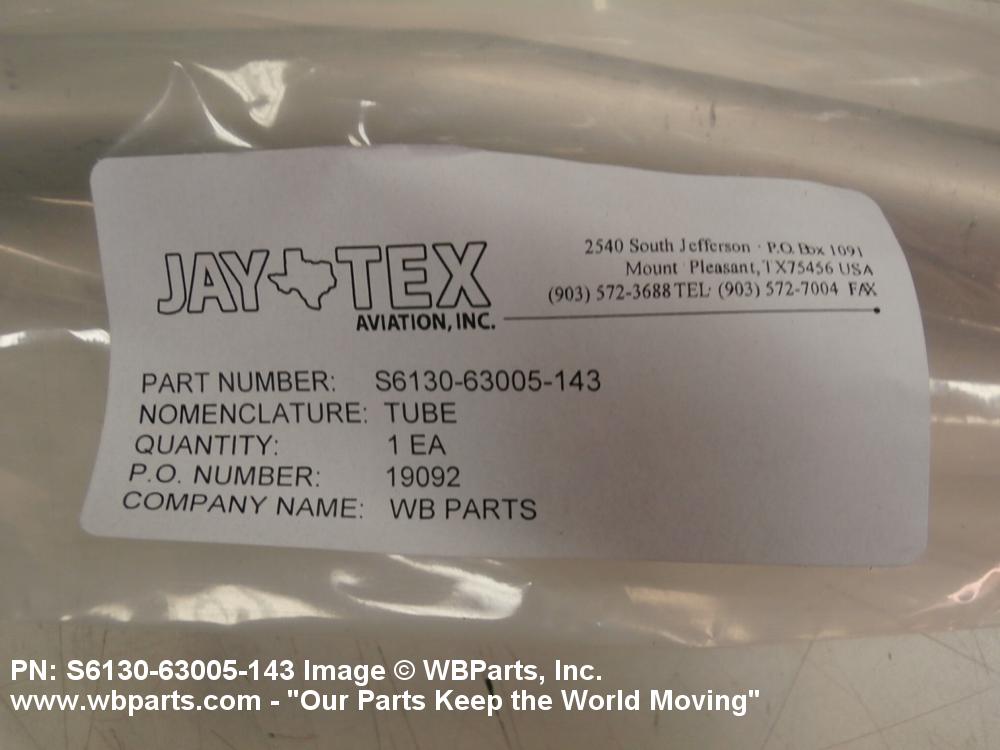 JAY TEX
AVIATION, INC.
2540 South Jefferson · P.O. Box 1091
Mount Pleasant, TX75456 USA
(903) 572-3688 TEL· (903) 572-7004 FAX
PART NUMBER: S6130-63005-143
NOMENCLATURE: TUBE
QUANTITY: 1 EA
P.O. NUMBER: 19092
COMPANY NAME: WB PARTS
PN: S6130-63005-143 Image © WBParts, Inc.
www.wbparts.com - "Our Parts Keep the World Moving"